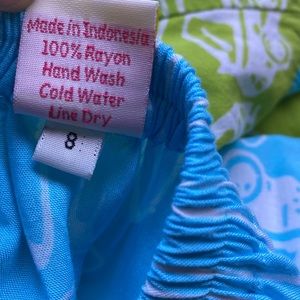 Made in Indonesia
100% Rayon
Hand Wash
Cold Water
Line Dry
8